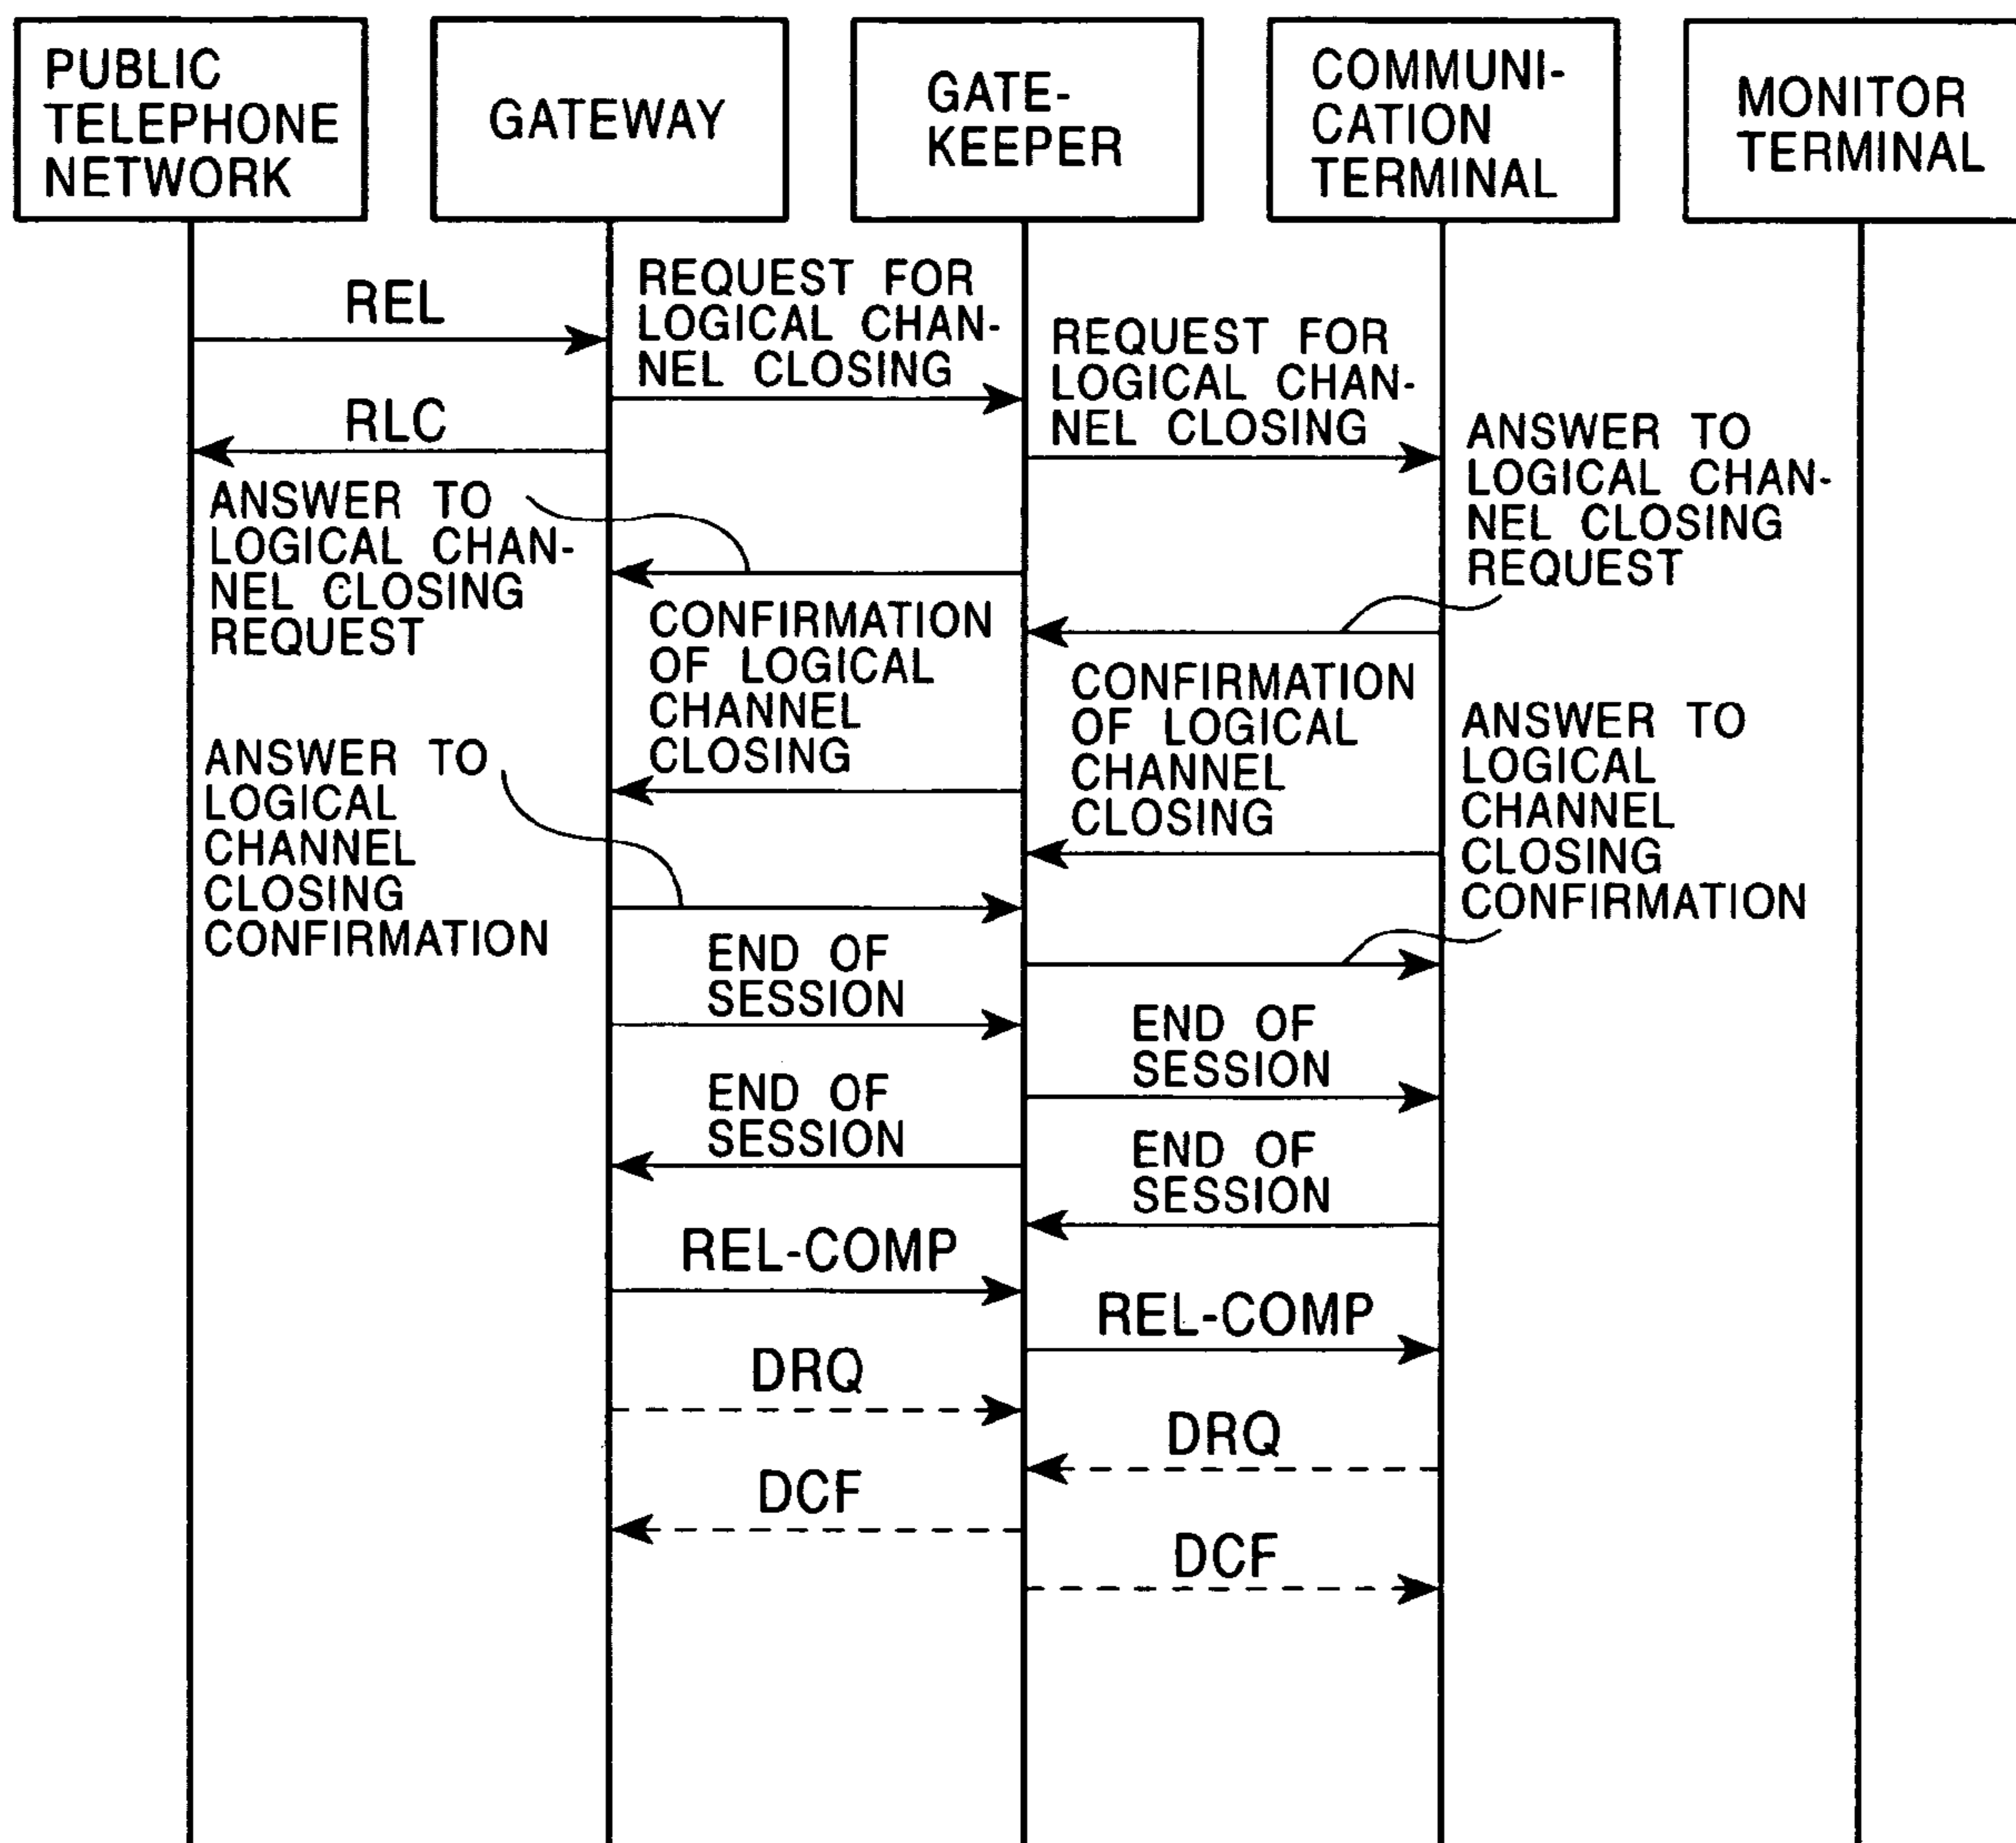 PUBLIC
TELEPHONE
NETWORK
GATEWAY
GATE-
KEEPER
COMMUNI-
CATION
TERMINAL
MONITOR
TERMINAL
REL
REQUEST FOR
LOGICAL CHAN-
NEL CLOSING
REQUEST FOR
LOGICAL CHAN-
NEL CLOSING
RLC
ANSWER TO
LOGICAL CHAN-
NEL CLOSING
REQUEST
ANSWER TO
LOGICAL CHAN-
NEL CLOSING
REQUEST
CONFIRMATION
OF LOGICAL
CHANNEL
CLOSING
CONFIRMATION
OF LOGICAL
CHANNEL
CLOSING
ANSWER TO
LOGICAL
CHANNEL
CLOSING
CONFIRMATION
ANSWER TO
LOGICAL
CHANNEL
CLOSING
CONFIRMATION
END OF
SESSION
END OF
SESSION
END OF
SESSION
END OF
SESSION
REL-COMP
REL-COMP
DRQ
DRQ
DCF
DCF